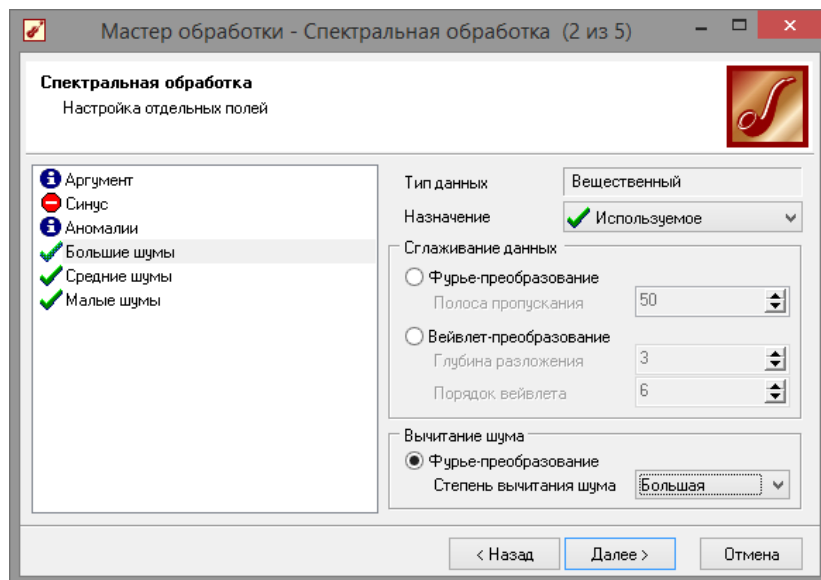 Мастер обработки - Спектральная обработка (2 из 5)
Спектральная обработка
Настройка отдельных полей
Аргумент
Синус
Аномалии
Большие шумы
Средние шумы
Малые шумы
Тип данных Вещественный
Назначение Используемое
Сглаживание данных
Фурье-преобразование
Полоса пропускания 50
Вейвлет-преобразование
Глубина разложения 3
Порядок вейвлета 6
Вычитание шума
Фурье-преобразование
Степень вычитания шума Большая
< Назад Далее > Отмена